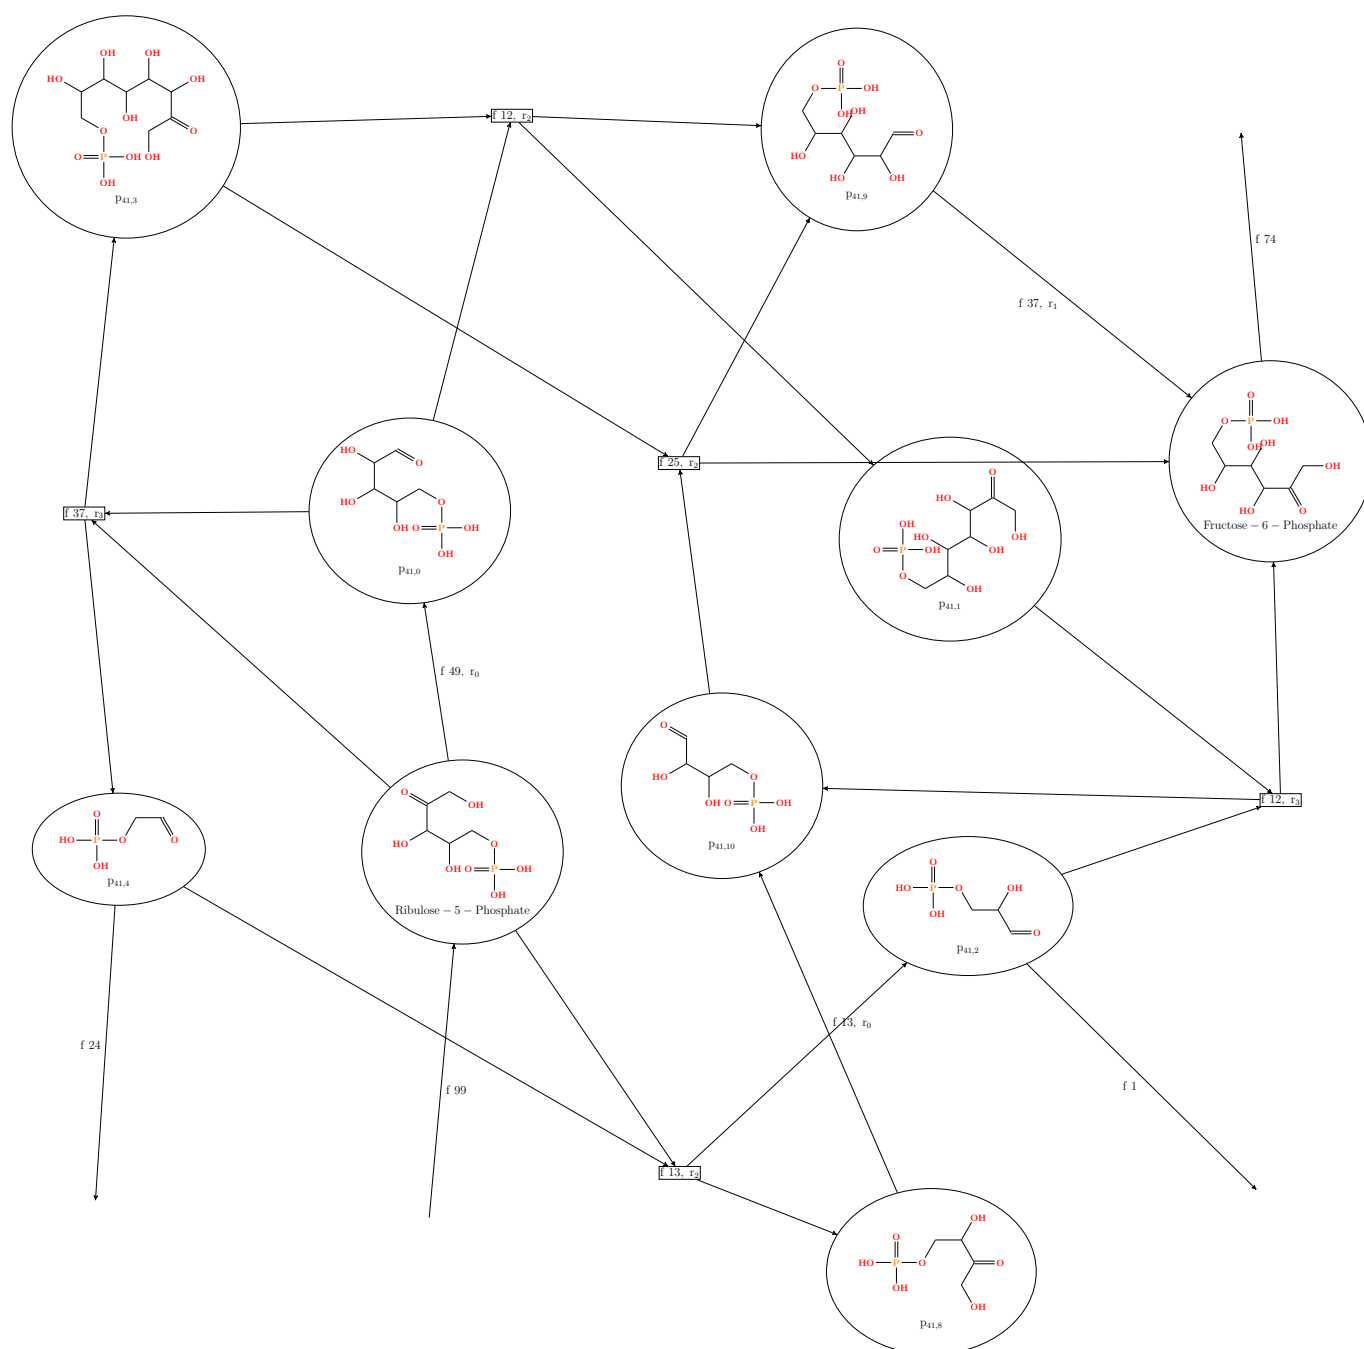 OH OH
HO OH
OH
O O
O P OH OH
OH
p41,3
f 12, r2
O
O P OH
OH OH
O
HO
HO OH
p41,9
f 74
f 37, r1
HO
O
HO
O
OH O P OH
OH
p41,0
f 25, r2
O
O P OH
OH OH
OH
HO
HO O
Fructose − 6 − Phosphate
f 37, r3
O
HO
OH
HO OH
O P OH OH
O
OH
p41,1
f 49, r0
O
HO
O
OH O P OH
OH
p41,10
O
OH
HO
O
OH O P OH
OH
Ribulose − 5 − Phosphate
f 12, r3
O
HO P O O
OH
p41,4
O
HO P O OH
OH
O
p41,2
f 24
f 13, r0
f 99
f 1
f 13, r2
OH
O
HO P O O
OH
OH
p41,8